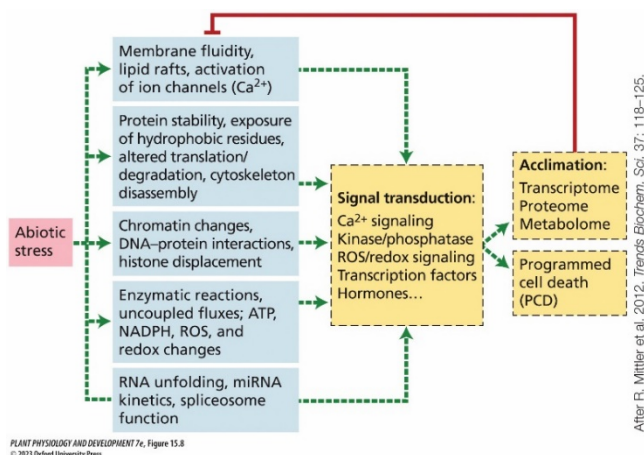 Membrane fluidity,
lipid rafts, activation
of ion channels (Ca²⁺)
Protein stability, exposure
of hydrophobic residues,
altered translation/
degradation, cytoskeleton
disassembly
Abiotic
stress
Chromatin changes,
DNA–protein interactions,
histone displacement
Enzymatic reactions,
uncoupled fluxes; ATP,
NADPH, ROS, and
redox changes
RNA unfolding, miRNA
kinetics, spliceosome
function
Signal transduction:
Ca²⁺ signaling
Kinase/phosphatase
ROS/redox signaling
Transcription factors
Hormones...
Acclimation:
Transcriptome
Proteome
Metabolome
Programmed
cell death
(PCD)
After R. Mittler et al. 2012. Trends Biochem. Sci. 37: 118–125.
PLANT PHYSIOLOGY AND DEVELOPMENT 7e, Figure 15.8
© 2023 Oxford University Press